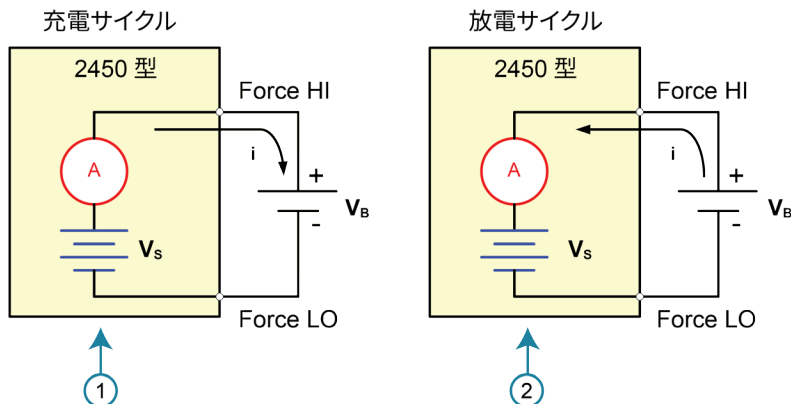 充電サイクル
2450 型
Force HI
A
i
+
VB
-
VS
Force LO
1
放電サイクル
2450 型
Force HI
A
i
+
VB
-
VS
Force LO
2